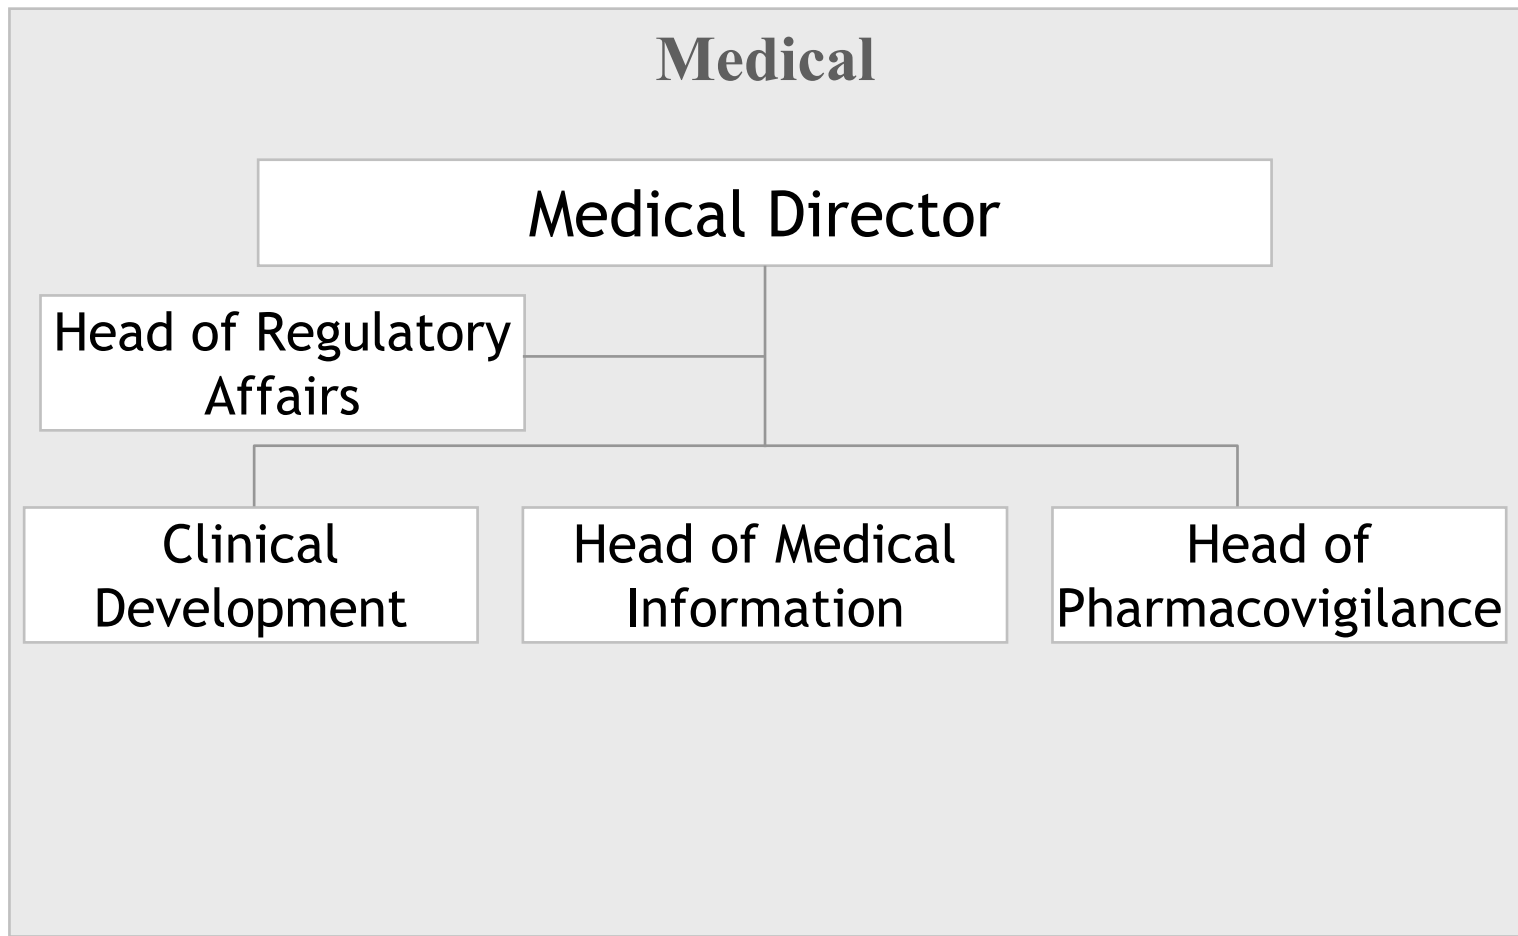 Medical
Medical Director
Head of Regulatory
Affairs
Clinical
Development
Head of Medical
Information
Head of
Pharmacovigilance